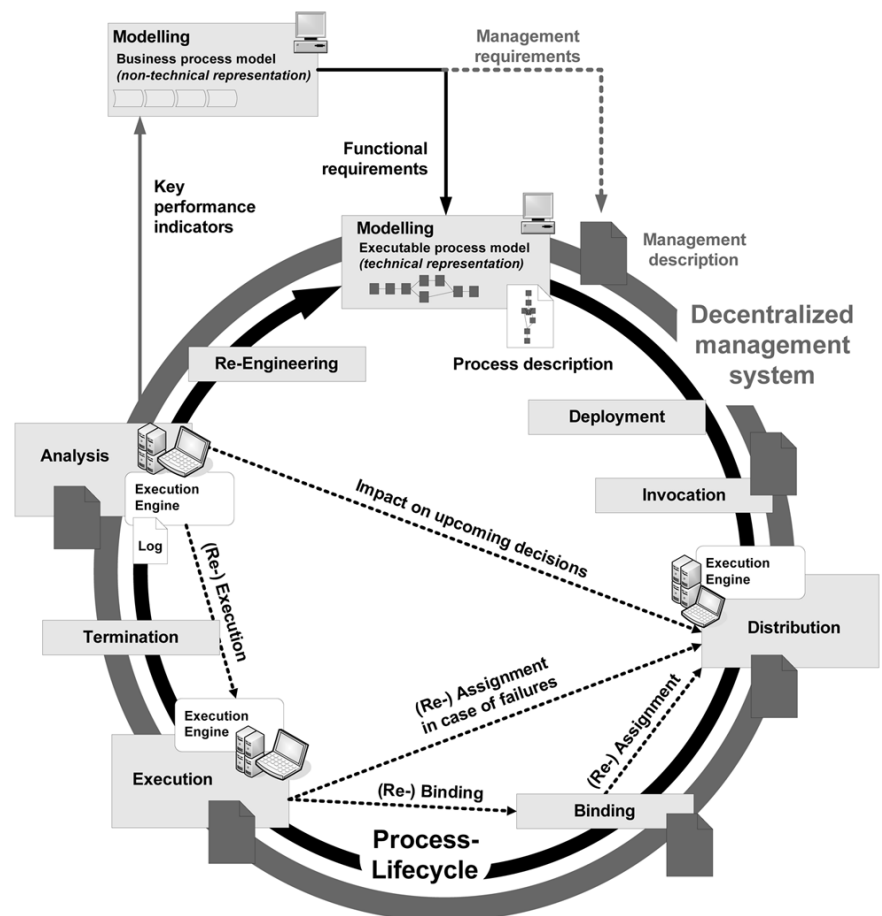 Modelling
Business process model
(non-technical representation)
Management
requirements
Functional
requirements
Key
performance
indicators
Modelling
Executable process model
(technical representation)
Management
description
Decentralized
management
system
Process description
Re-Engineering
Deployment
Analysis
Execution
Engine
Log
Impact on upcoming decisions
Invocation
Execution
Engine
Distribution
(Re-) Execution
Termination
(Re-) Assignment
in case of failures
(Re-) Assignment
Execution
Engine
Execution
(Re-) Binding
Binding
Process-
Lifecycle